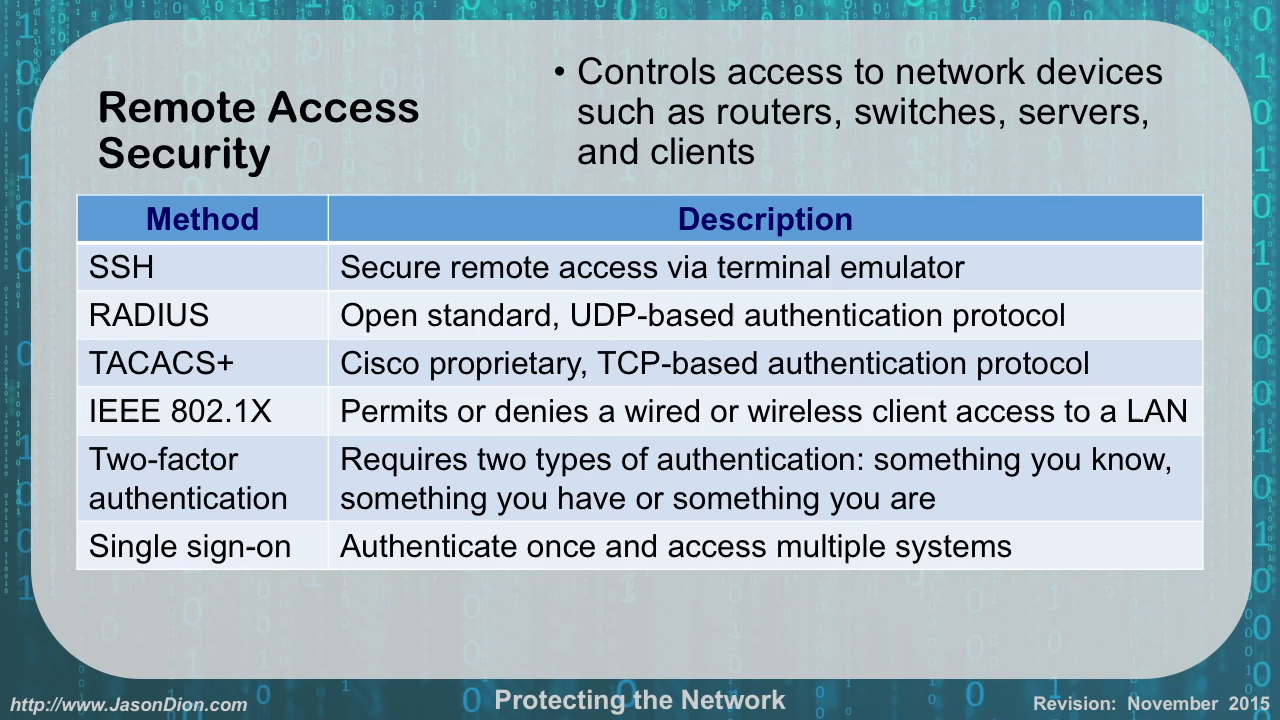 Remote Access
Security
• Controls access to network devices
such as routers, switches, servers,
and clients
Method Description
SSH Secure remote access via terminal emulator
RADIUS Open standard, UDP-based authentication protocol
TACACS+ Cisco proprietary, TCP-based authentication protocol
IEEE 802.1X Permits or denies a wired or wireless client access to a LAN
Two-factor
authentication
Requires two types of authentication: something you know,
something you have or something you are
Single sign-on Authenticate once and access multiple systems
http://www.JasonDion.com
Protecting the Network
Revision: November 2015